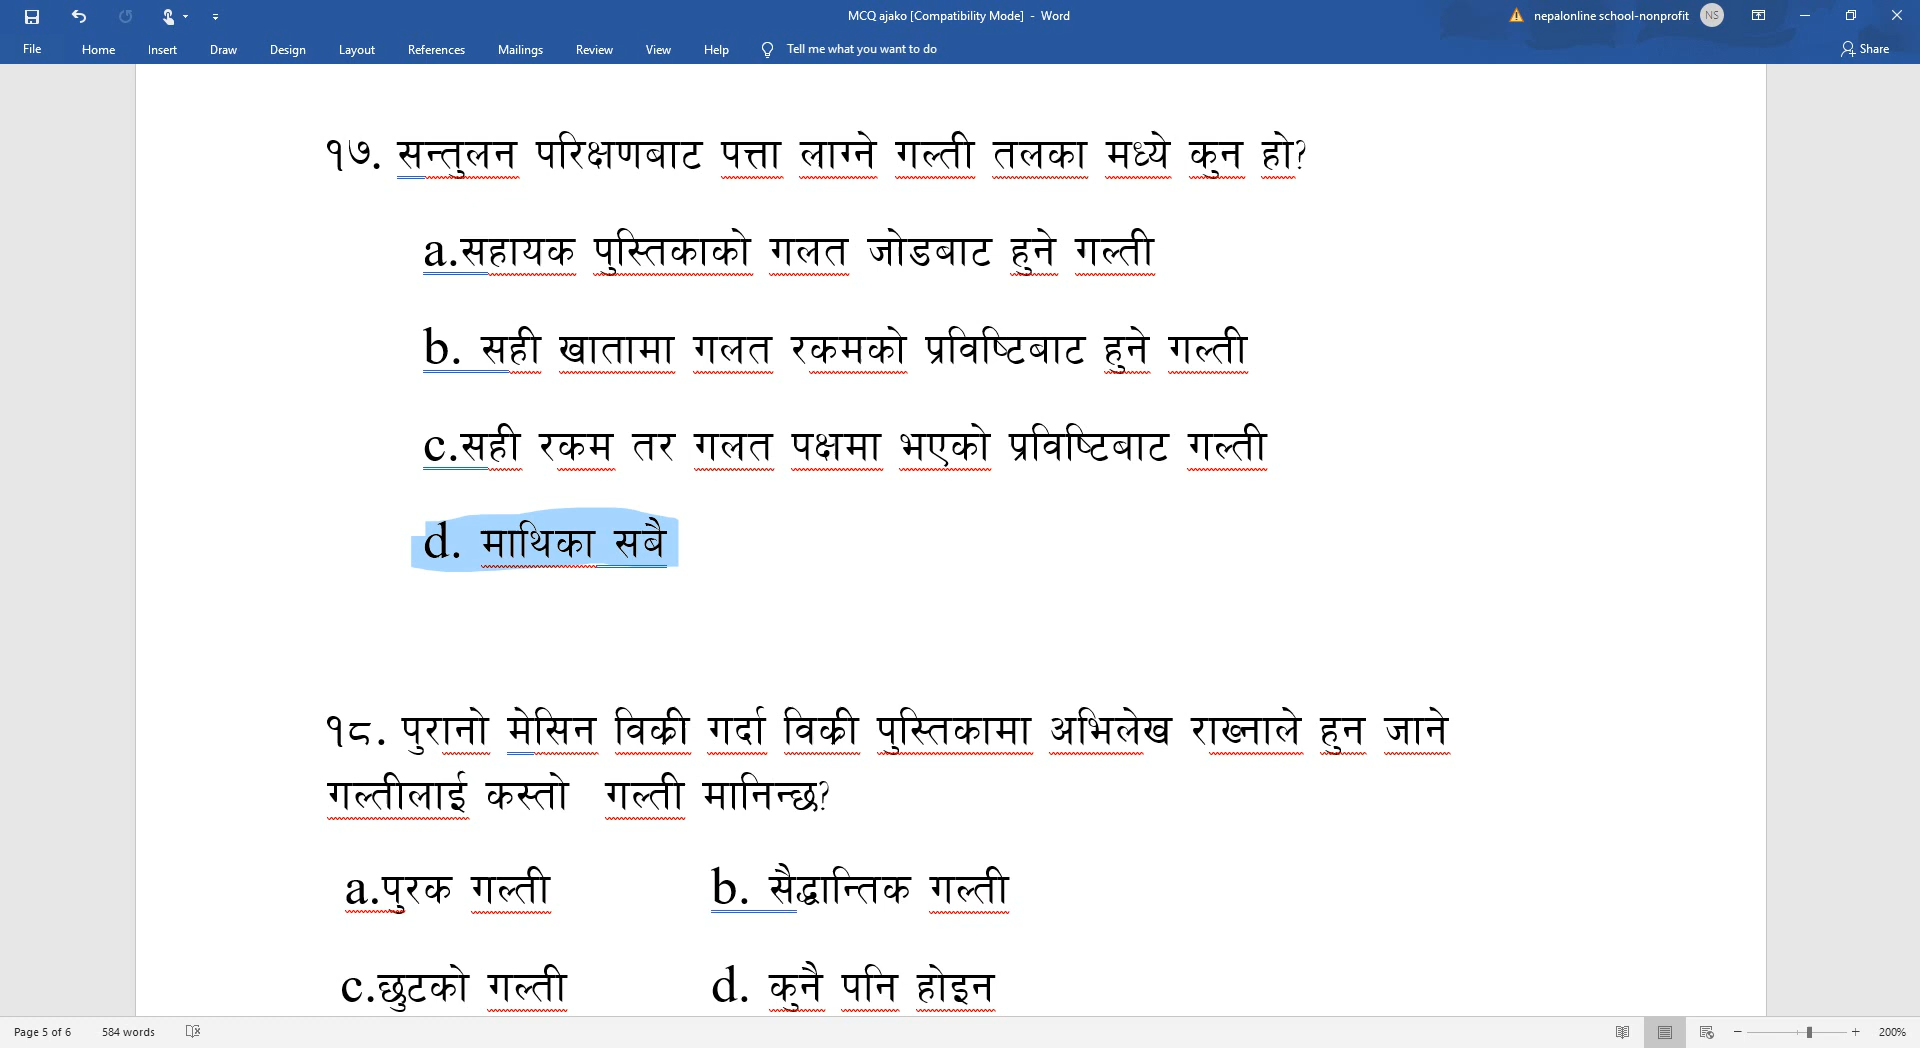 MCQ ajako [Compatibility Mode] - Word
nepalonline school-nonprofit NS
File Home Insert Draw Design Layout References Mailings Review View Help Tell me what you want to do Share
१७. सन्तुलन परिक्षणबाट पत्ता लाग्ने गल्ती तलका मध्ये कुन हो?
a.सहायक पुस्तिकाको गलत जोडबाट हुने गल्ती
b. सही खातामा गलत रकमको प्रविष्टिबाट हुने गल्ती
c.सही रकम तर गलत पक्षमा भएको प्रविष्टिबाट गल्ती
d. माथिका सबै
१८. पुरानो मेसिन विक्री गर्दा विक्री पुस्तिकामा अभिलेख राख्नाले हुन जाने
गल्तीलाई कस्तो गल्ती मानिन्छ?
a.पुरक गल्ती b. सैद्धान्तिक गल्ती
c.छुटको गल्ती d. कुनै पनि होइन
Page 5 of 6 584 words 200%